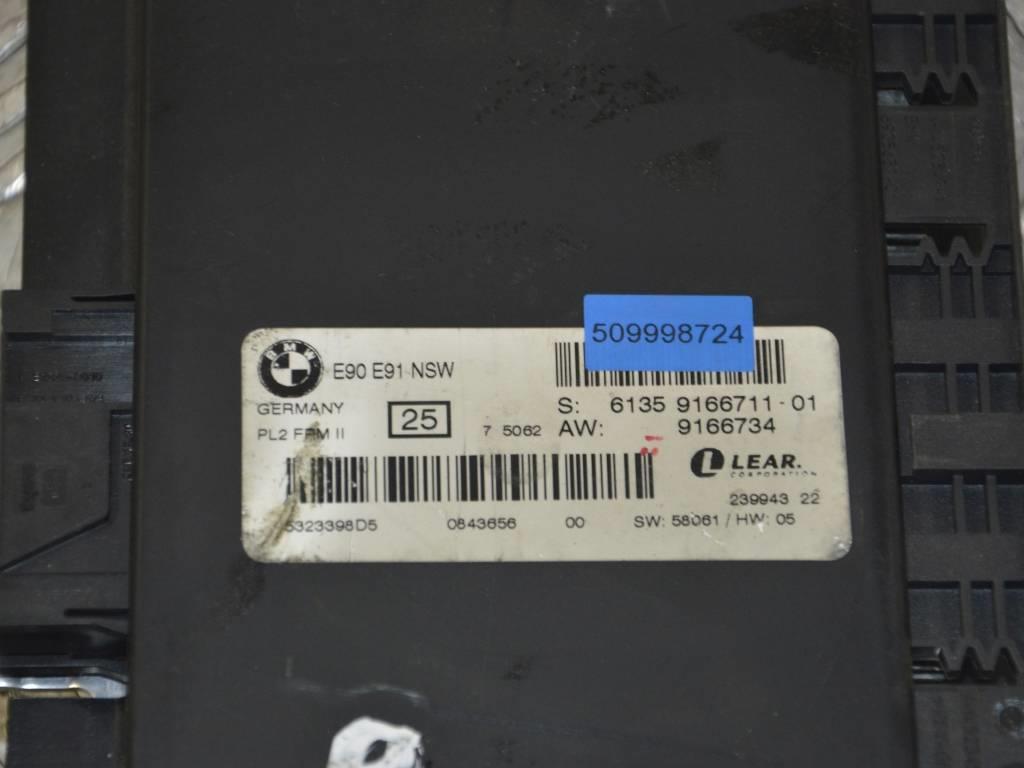 509998724
BMW
E90 E91 NSW
GERMANY
PL2 FRM II
25
7 5062
S: 6135 9166711-01
AW: 9166734
LEAR.
CORPORATION
239943 22
5323398D5 0843656 00 SW: 58061 / HW: 05